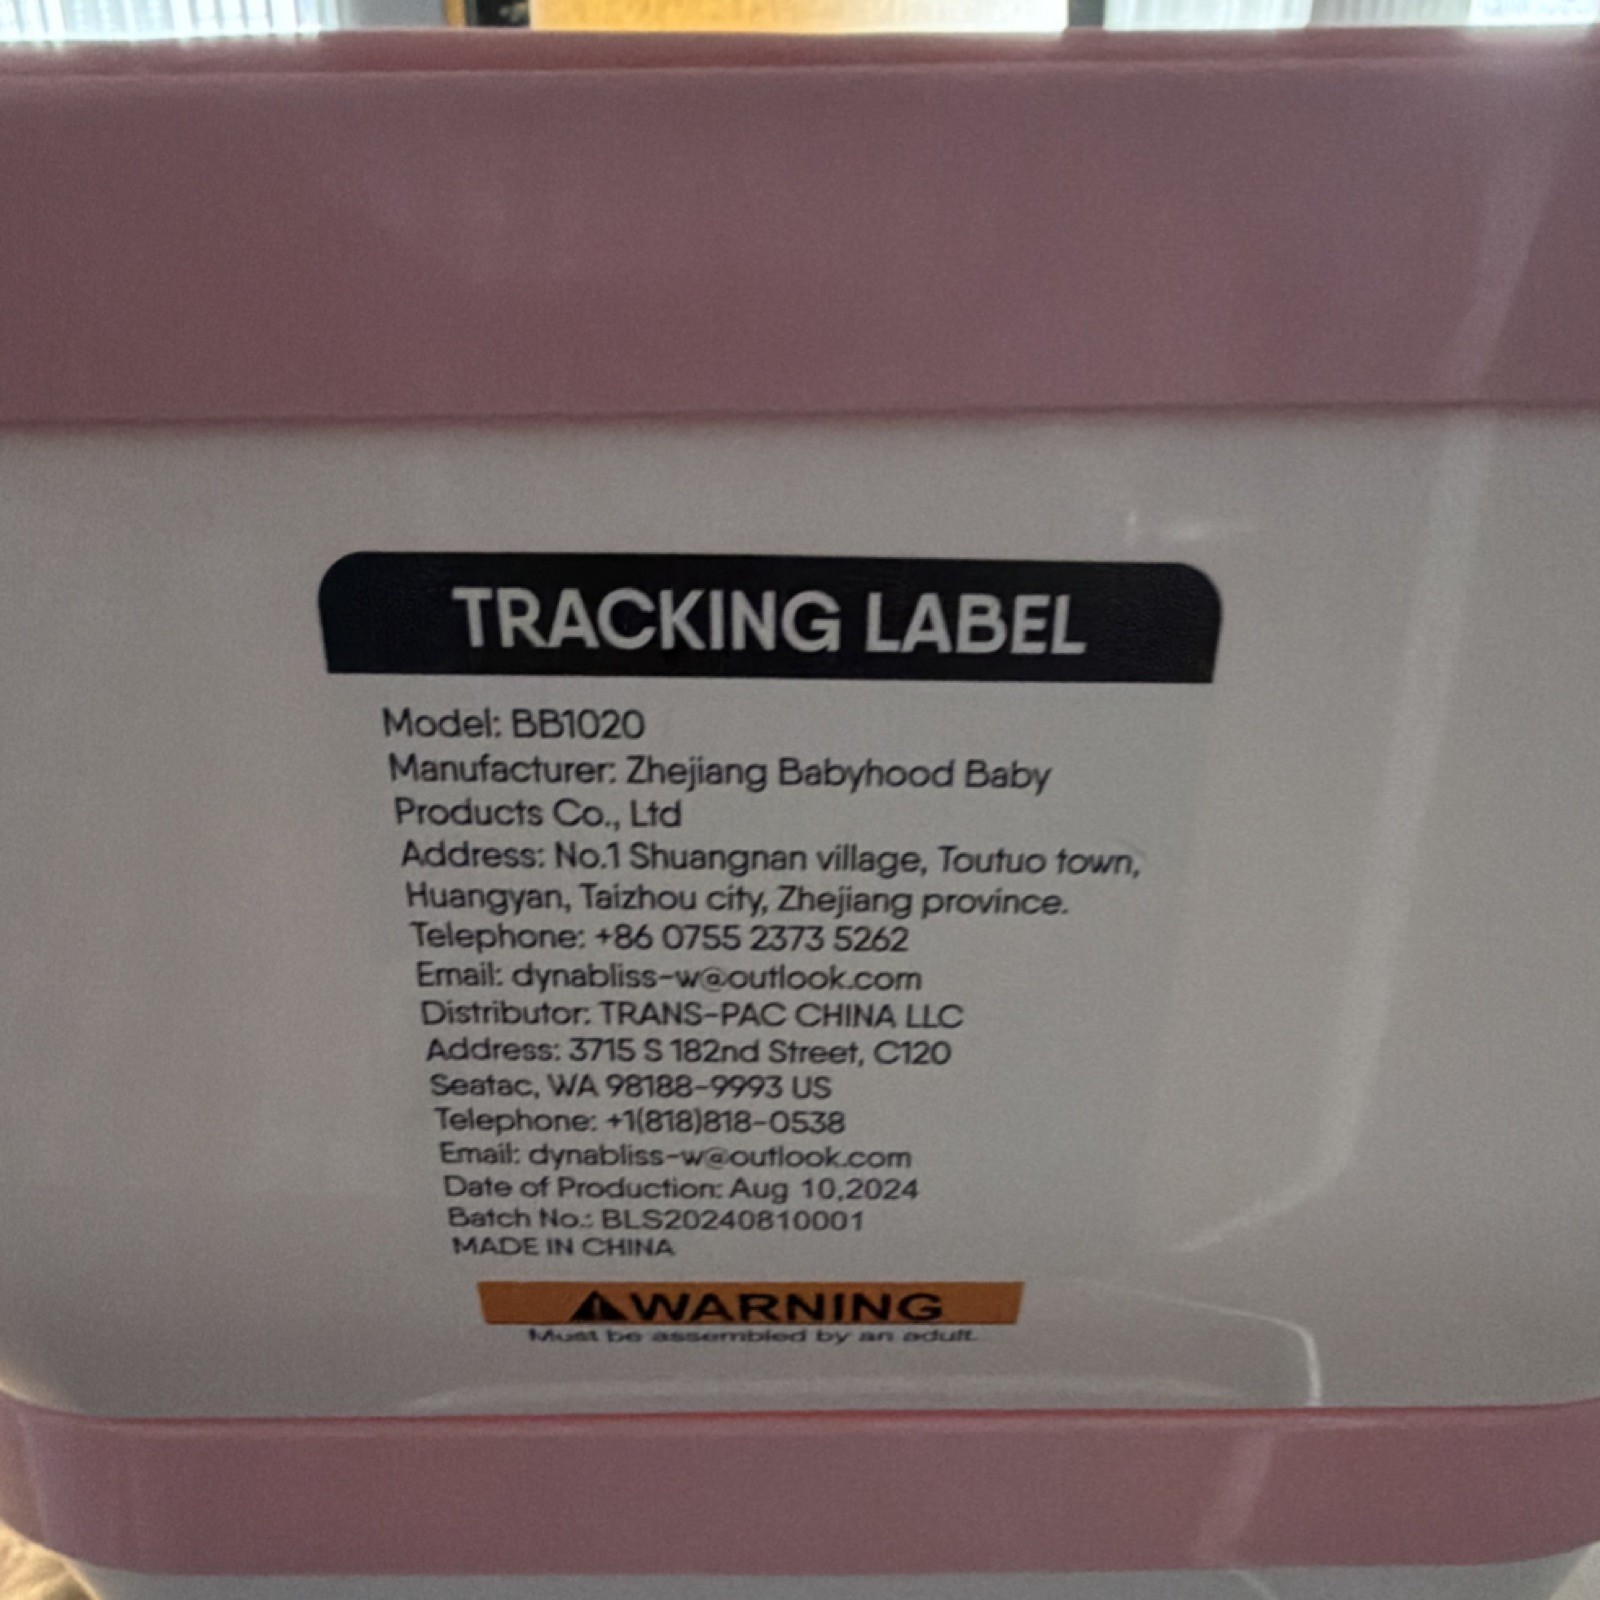 TRACKING LABEL
Model: BB1020
Manufacturer: Zhejiang Babyhood Baby
Products Co., Ltd
Address: No.1 Shuangnan village, Toutuo town,
Huangyan, Taizhou city, Zhejiang province.
Telephone: +86 0755 2373 5262
Email: dynabliss-w@outlook.com
Distributor: TRANS-PAC CHINA LLC
Address: 3715 S 182nd Street, C120
Seatac, WA 98188-9993 US
Telephone: +1(818)818-0538
Email: dynabliss-w@outlook.com
Date of Production: Aug 10,2024
Batch No.: BLS20240810001
MADE IN CHINA
WARNING
Must be assembled by an adult.